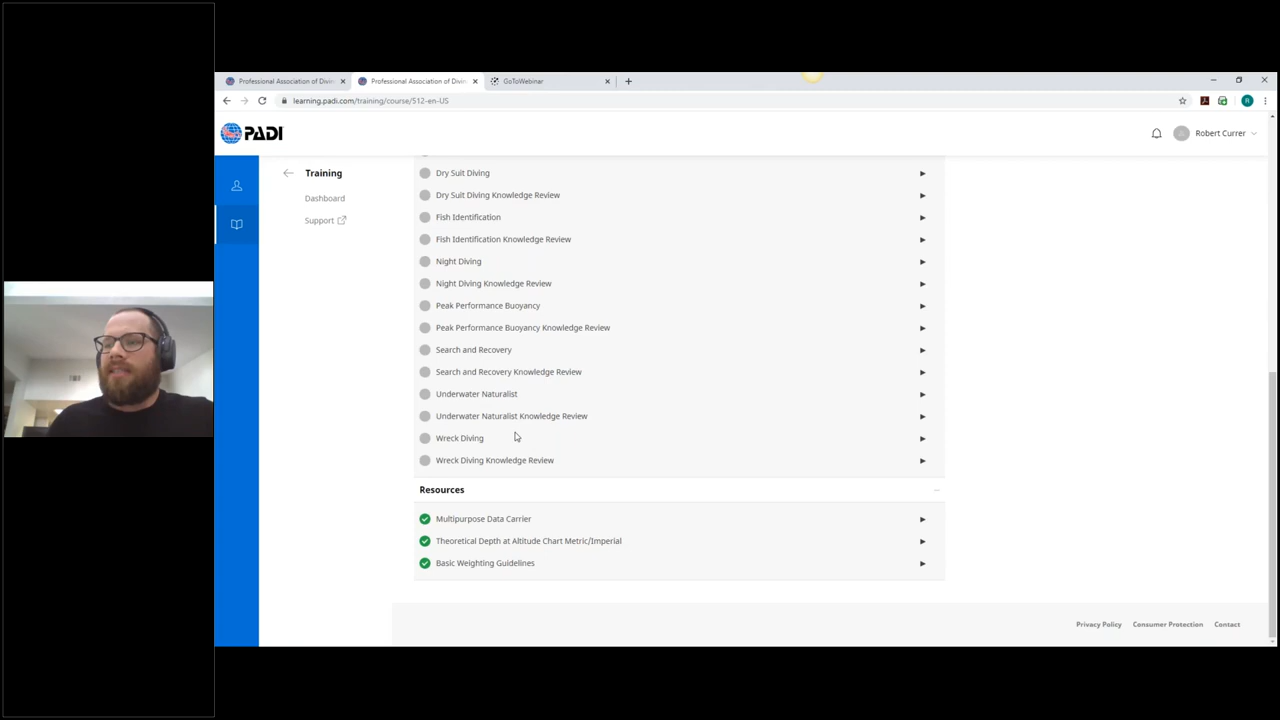 Professional Association of Divin
Professional Association of Divin
GoToWebinar
learning.padi.com/training/course/512-en-US
R
PADI
Robert Currer
Training
Dashboard
Support
Dry Suit Diving
Dry Suit Diving Knowledge Review
Fish Identification
Fish Identification Knowledge Review
Night Diving
Night Diving Knowledge Review
Peak Performance Buoyancy
Peak Performance Buoyancy Knowledge Review
Search and Recovery
Search and Recovery Knowledge Review
Underwater Naturalist
Underwater Naturalist Knowledge Review
Wreck Diving
Wreck Diving Knowledge Review
Resources
Multipurpose Data Carrier
Theoretical Depth at Altitude Chart Metric/Imperial
Basic Weighting Guidelines
Privacy Policy Consumer Protection Contact